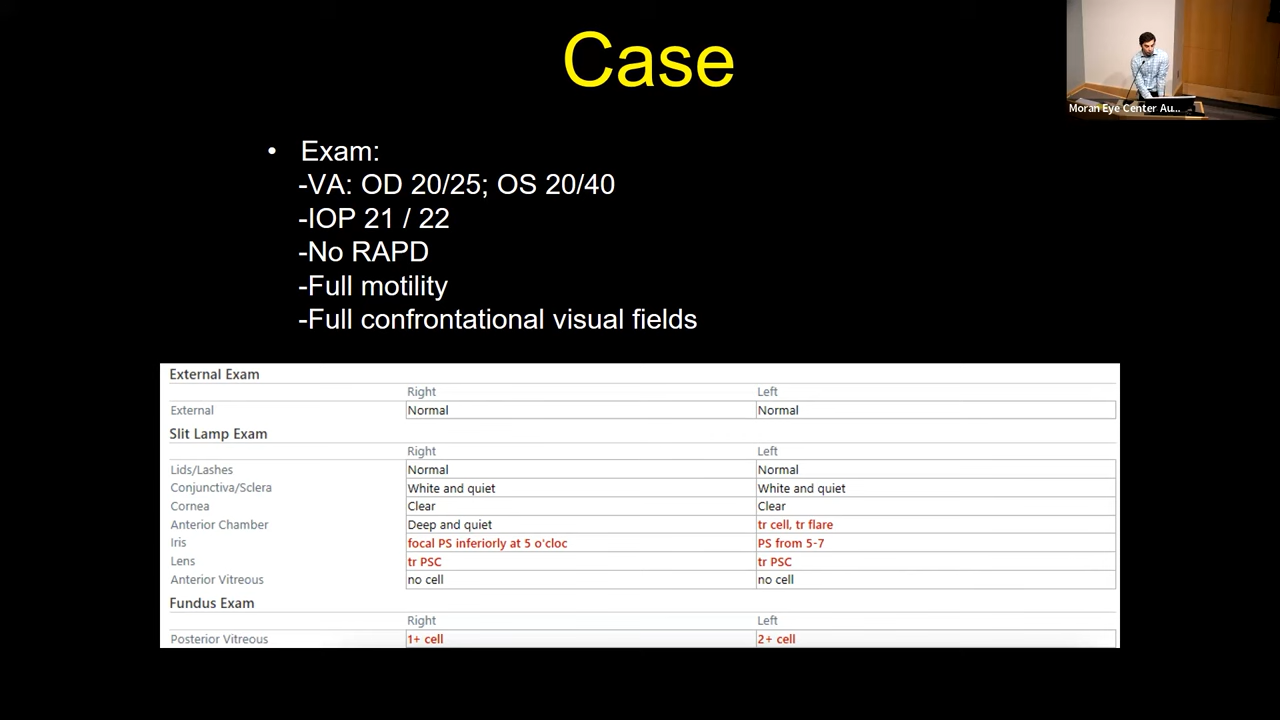 Case
Moran Eye Center Au...
• Exam:
-VA: OD 20/25; OS 20/40
-IOP 21 / 22
-No RAPD
-Full motility
-Full confrontational visual fields
External Exam
Right Left
External Normal Normal
Slit Lamp Exam
Right Left
Lids/Lashes Normal Normal
Conjunctiva/Sclera White and quiet White and quiet
Cornea Clear Clear
Anterior Chamber Deep and quiet tr cell, tr flare
Iris focal PS inferiorly at 5 o'cloc PS from 5-7
Lens tr PSC tr PSC
Anterior Vitreous no cell no cell
Fundus Exam
Right Left
Posterior Vitreous 1+ cell 2+ cell